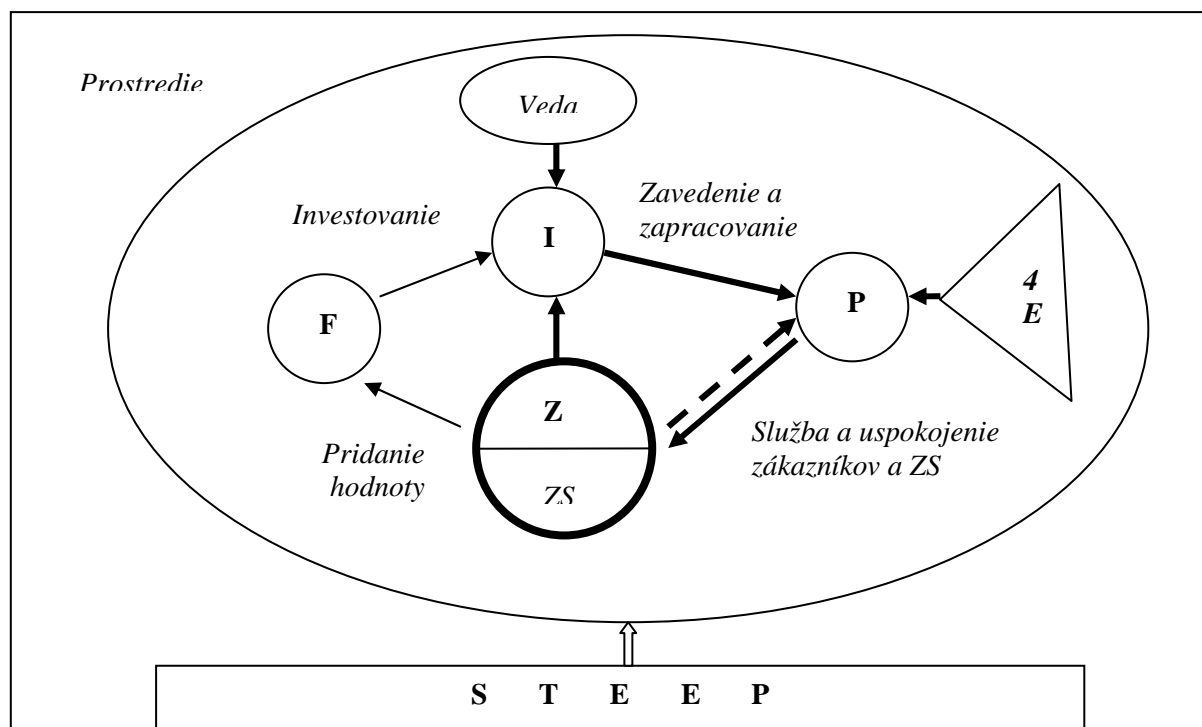 Prostredie
Veda
Investovanie
Zavedenie a
zapracovanie
I
F
P
4
E
Z
ZS
Pridanie
hodnoty
Služba a uspokojenie
zákazníkov a ZS
S T E E P